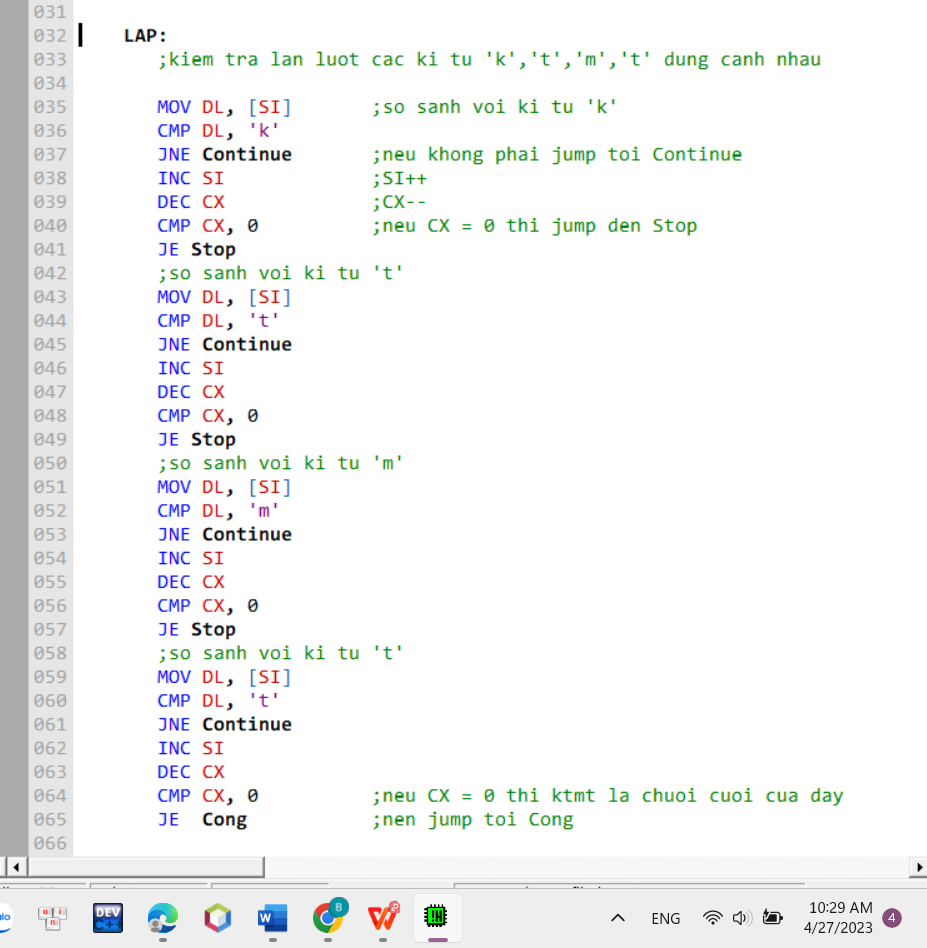 031
032 LAP:
033 ;kiem tra lan luot cac ki tu 'k','t','m','t' dung canh nhau
034
035 MOV DL, [SI] ;so sanh voi ki tu 'k'
036 CMP DL, 'k'
037 JNE Continue ;neu khong phai jump toi Continue
038 INC SI ;SI++
039 DEC CX ;CX--
040 CMP CX, 0 ;neu CX = 0 thi jump den Stop
041 JE Stop
042 ;so sanh voi ki tu 't'
043 MOV DL, [SI]
044 CMP DL, 't'
045 JNE Continue
046 INC SI
047 DEC CX
048 CMP CX, 0
049 JE Stop
050 ;so sanh voi ki tu 'm'
051 MOV DL, [SI]
052 CMP DL, 'm'
053 JNE Continue
054 INC SI
055 DEC CX
056 CMP CX, 0
057 JE Stop
058 ;so sanh voi ki tu 't'
059 MOV DL, [SI]
060 CMP DL, 't'
061 JNE Continue
062 INC SI
063 DEC CX
064 CMP CX, 0 ;neu CX = 0 thi ktmt la chuoi cuoi cua day
065 JE Cong ;nen jump toi Cong
066
DEV C++ W B ENG 10:29 AM 4
4/27/2023